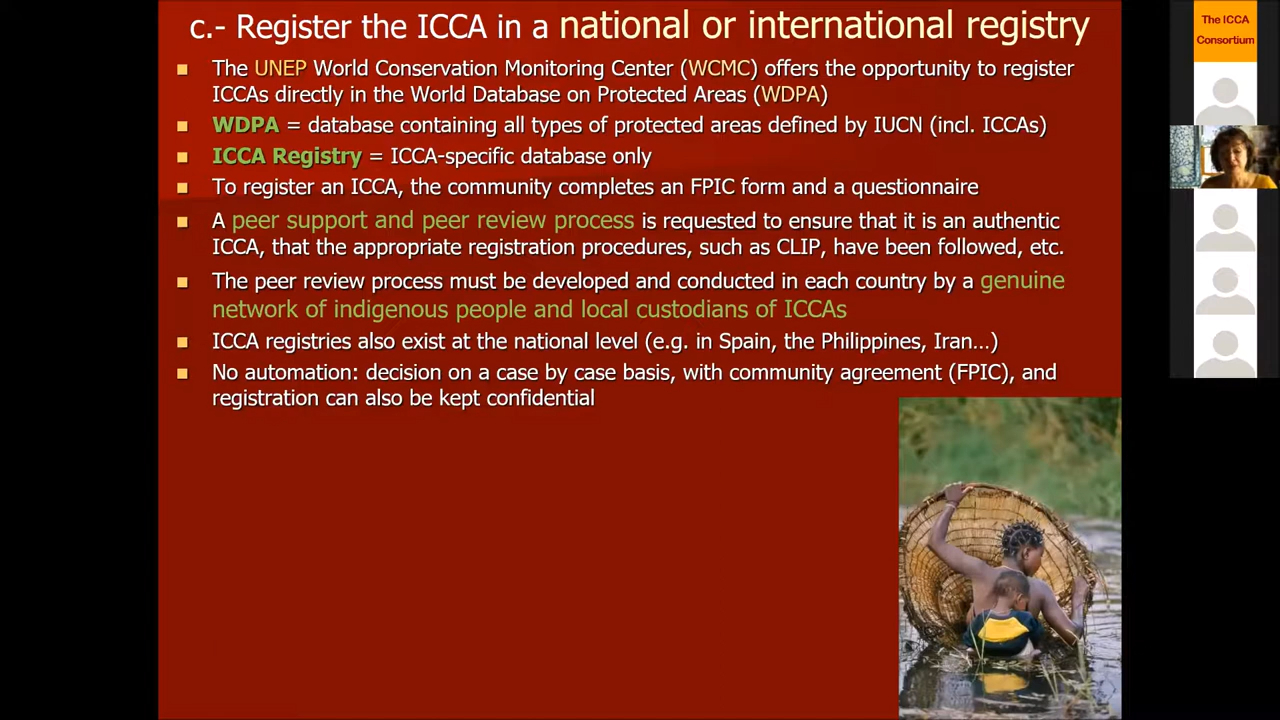 c.- Register the ICCA in a national or international registry
The UNEP World Conservation Monitoring Center (WCMC) offers the opportunity to register
ICCAs directly in the World Database on Protected Areas (WDPA)
WDPA = database containing all types of protected areas defined by IUCN (incl. ICCAs)
ICCA Registry = ICCA-specific database only
To register an ICCA, the community completes an FPIC form and a questionnaire
A peer support and peer review process is requested to ensure that it is an authentic
ICCA, that the appropriate registration procedures, such as CLIP, have been followed, etc.
The peer review process must be developed and conducted in each country by a genuine
network of indigenous people and local custodians of ICCAs
ICCA registries also exist at the national level (e.g. in Spain, the Philippines, Iran...)
No automation: decision on a case by case basis, with community agreement (FPIC), and
registration can also be kept confidential
The ICCA
Consortium